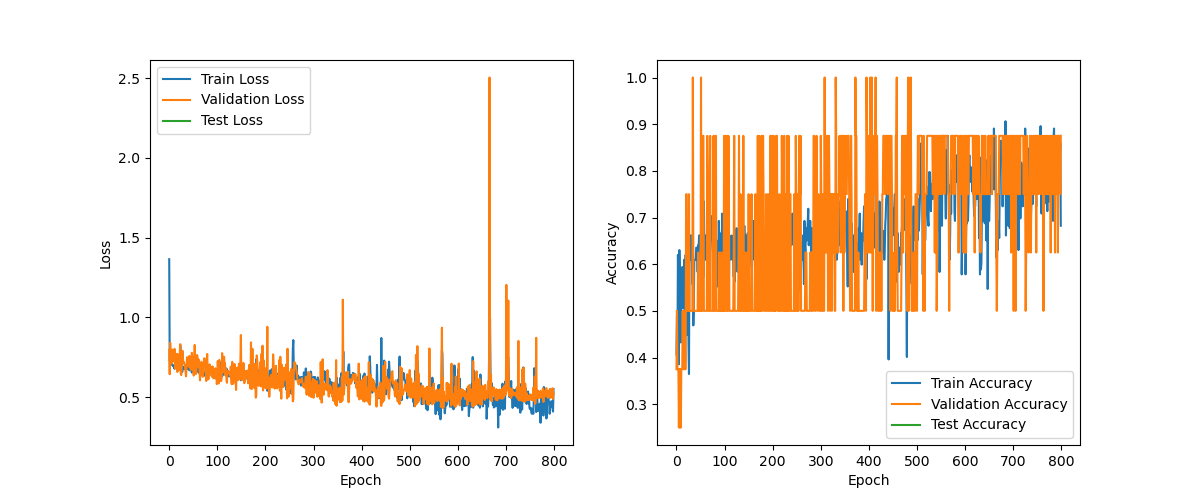 Train Loss
Validation Loss
Test Loss
2.5
2.0
1.5
1.0
0.5
Loss
0 100 200 300 400 500 600 700 800
Epoch
1.0
0.9
0.8
0.7
0.6
0.5
0.4
0.3
Accuracy
Train Accuracy
Validation Accuracy
Test Accuracy
0 100 200 300 400 500 600 700 800
Epoch